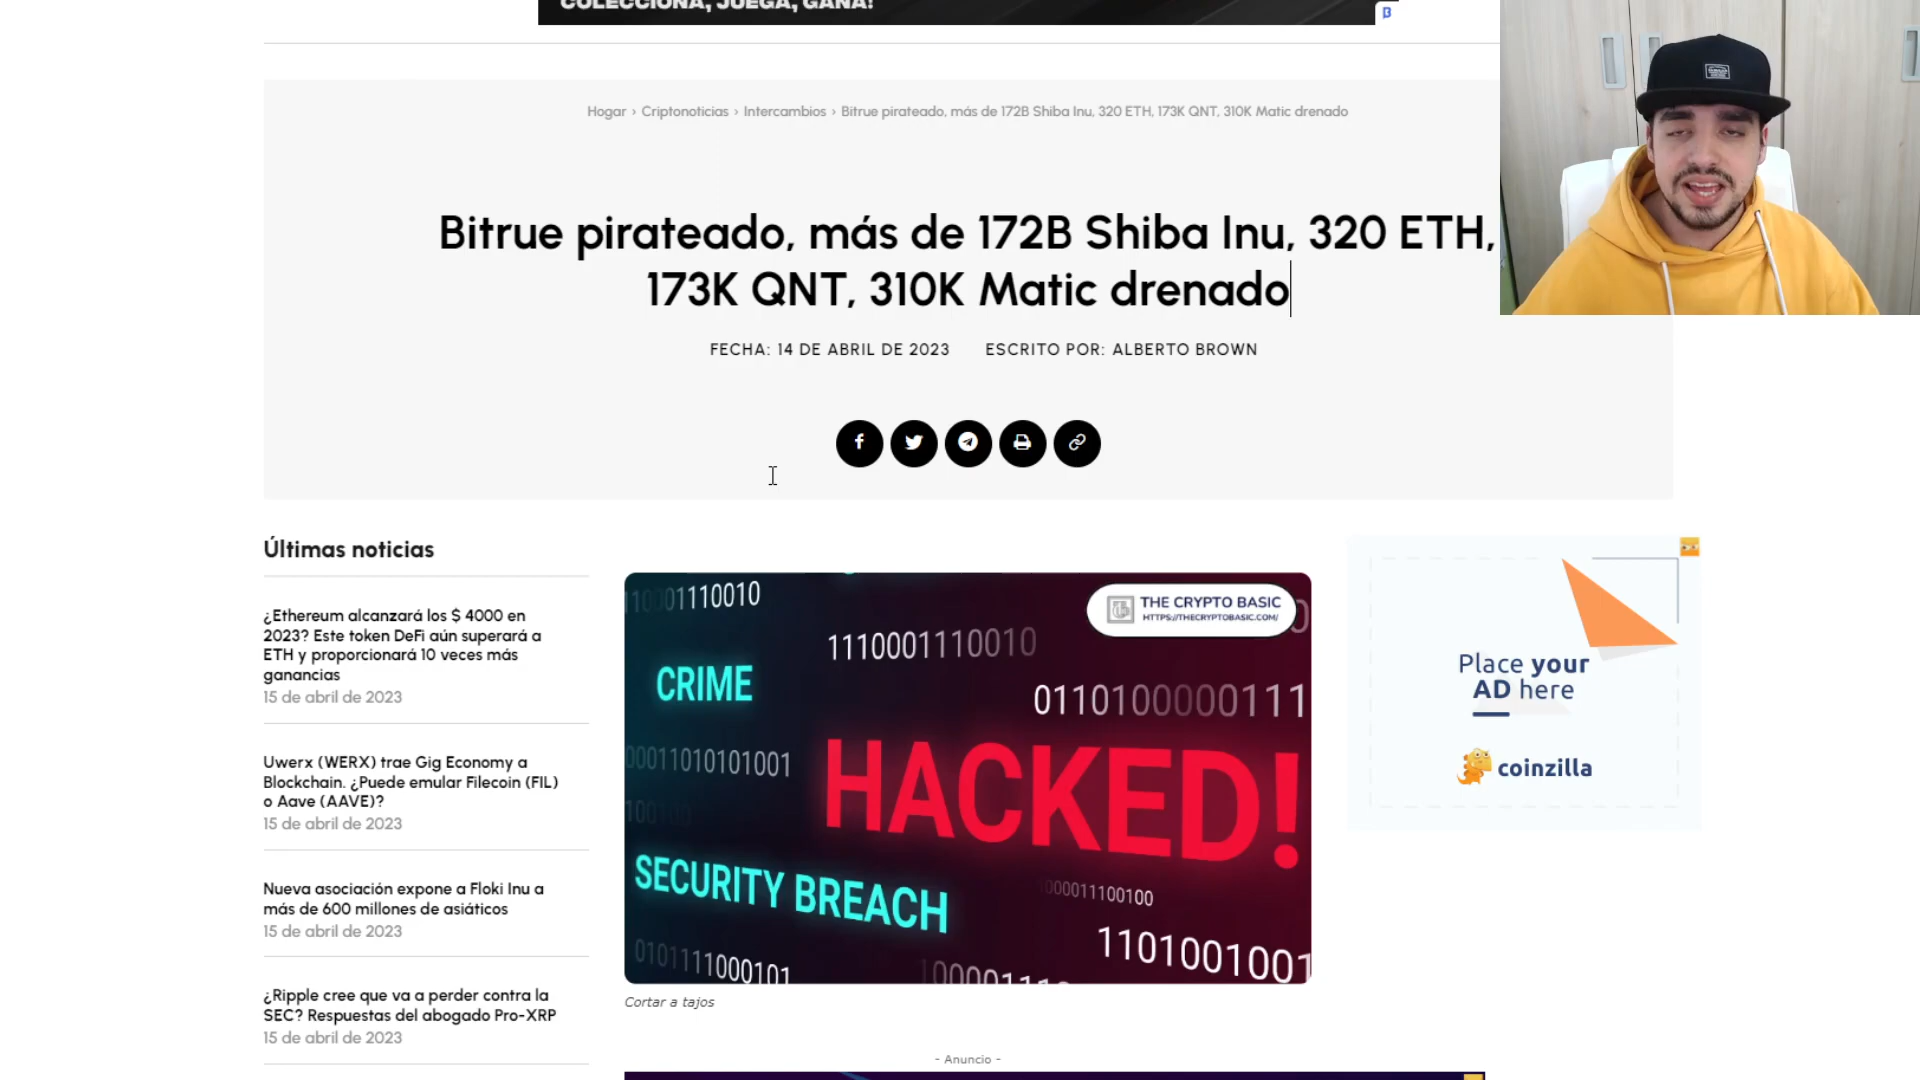 COLECCIONA, JUEGA, GANA!
Hogar › Criptonoticias › Intercambios › Bitrue pirateado, más de 172B Shiba Inu, 320 ETH, 173K QNT, 310K Matic drenado
Bitrue pirateado, más de 172B Shiba Inu, 320 ETH,
173K QNT, 310K Matic drenado
FECHA: 14 DE ABRIL DE 2023 ESCRITO POR: ALBERTO BROWN
Últimas noticias
¿Ethereum alcanzará los $ 4000 en
2023? Este token DeFi aún superará a
ETH y proporcionará 10 veces más
ganancias
15 de abril de 2023
Uwerx (WERX) trae Gig Economy a
Blockchain. ¿Puede emular Filecoin (FIL)
o Aave (AAVE)?
15 de abril de 2023
Nueva asociación expone a Floki Inu a
más de 600 millones de asiáticos
15 de abril de 2023
¿Ripple cree que va a perder contra la
SEC? Respuestas del abogado Pro-XRP
15 de abril de 2023
THE CRYPTO BASIC
HTTPS://THECRYPTOBASIC.COM/
110001110010
1110001110010
CRIME
0110100000111
HACKED!
00011010101001
SECURITY BREACH
1000011100100
1101001001
0101111000101
Cortar a tajos
- Anuncio -
Place your
AD here
coinzilla